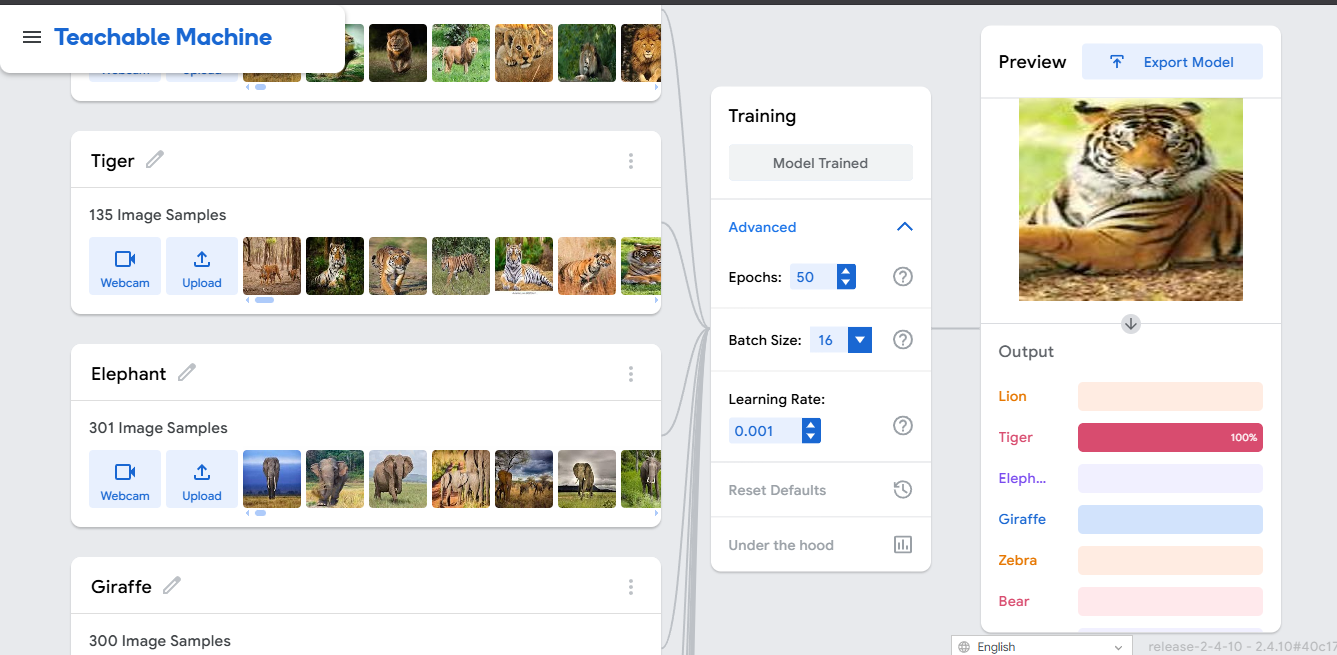 Teachable Machine
Tiger
135 Image Samples
Webcam
Upload
Elephant
301 Image Samples
Webcam
Upload
Giraffe
300 Image Samples
Training
Model Trained
Advanced
Epochs: 50
Batch Size: 16
Learning Rate:
0.001
Reset Defaults
Under the hood
Preview
Export Model
Output
Lion
Tiger 100%
Eleph...
Giraffe
Zebra
Bear
English
release-2-4-10 - 2.4.10#40c17